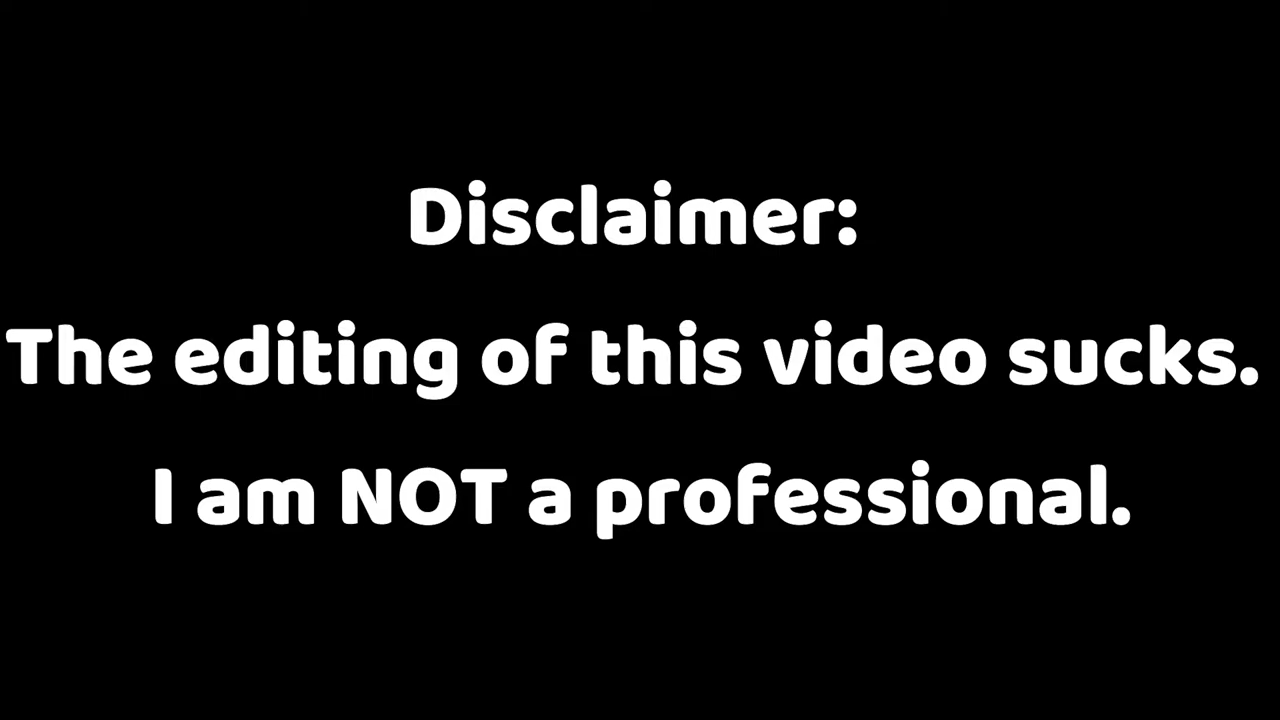 Disclaimer:
The editing of this video sucks.
I am NOT a professional.